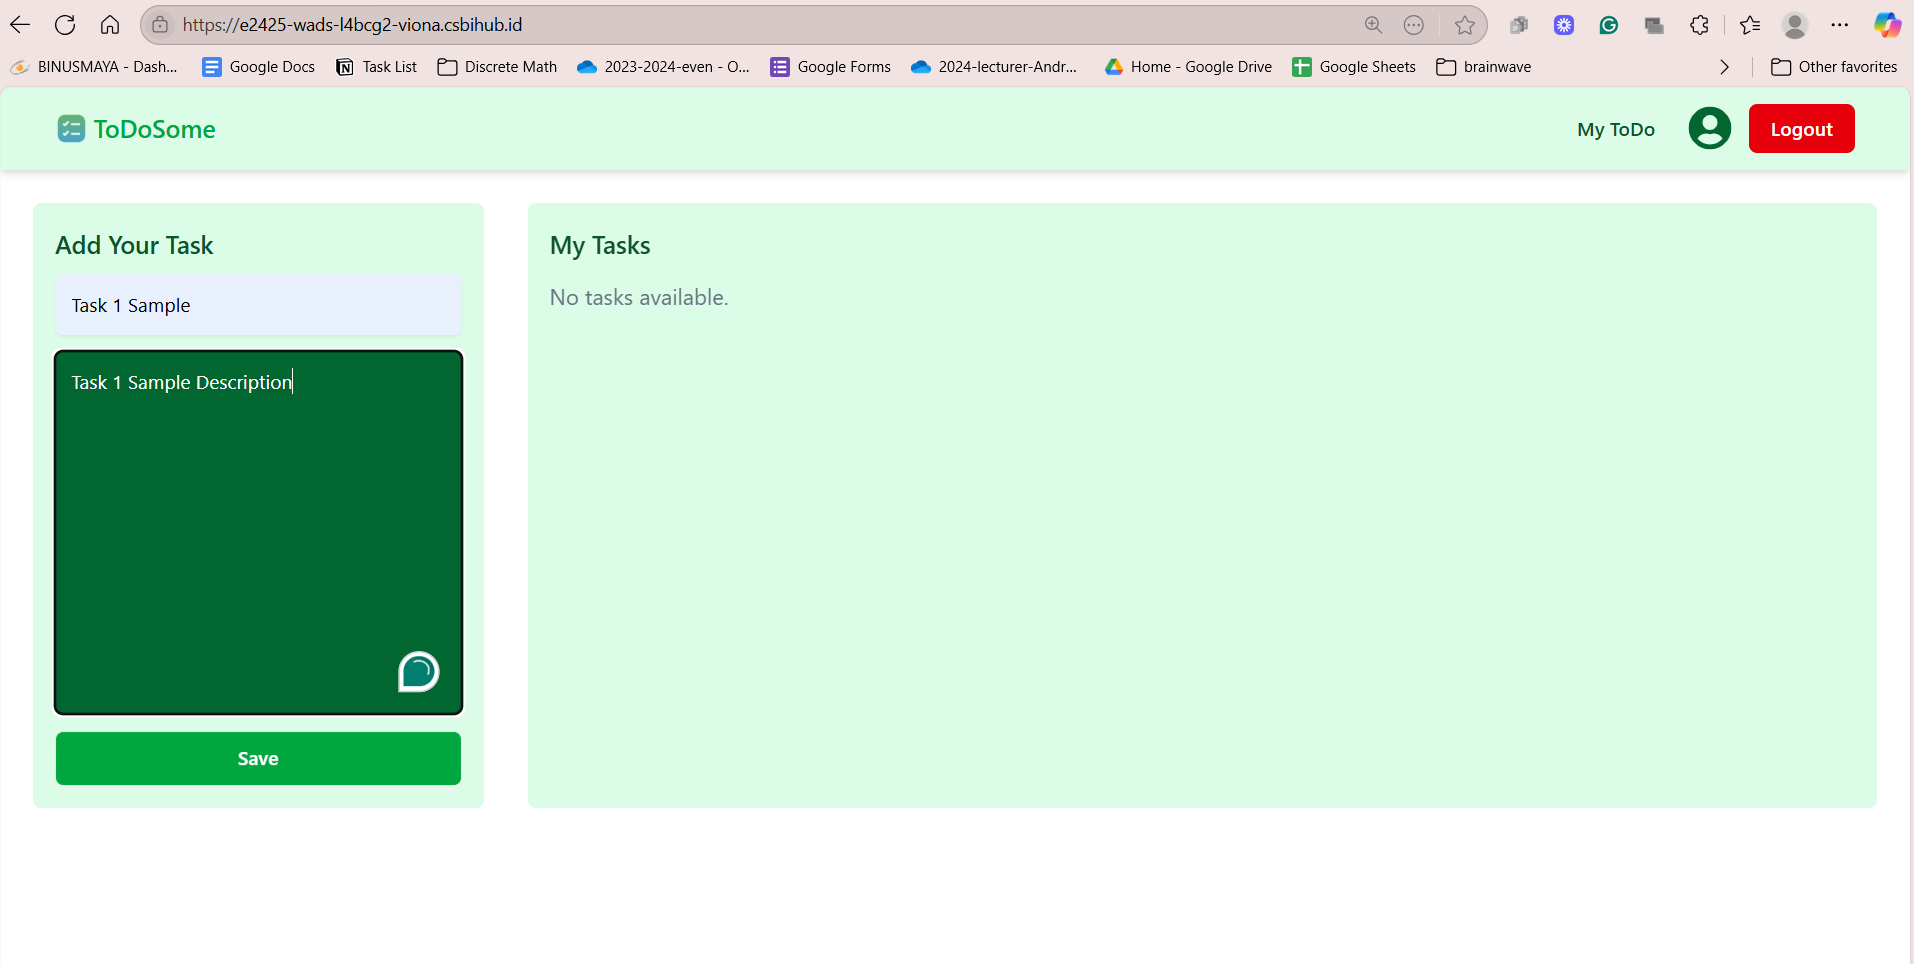 https://e2425-wads-l4bcg2-viona.csbihub.id
BINUSMAYA - Dash... Google Docs Task List Discrete Math 2023-2024-even - O... Google Forms 2024-lecturer-Andr... Home - Google Drive Google Sheets brainwave Other favorites
ToDoSome My ToDo Logout
Add Your Task
Task 1 Sample
Task 1 Sample Description
Save
My Tasks
No tasks available.